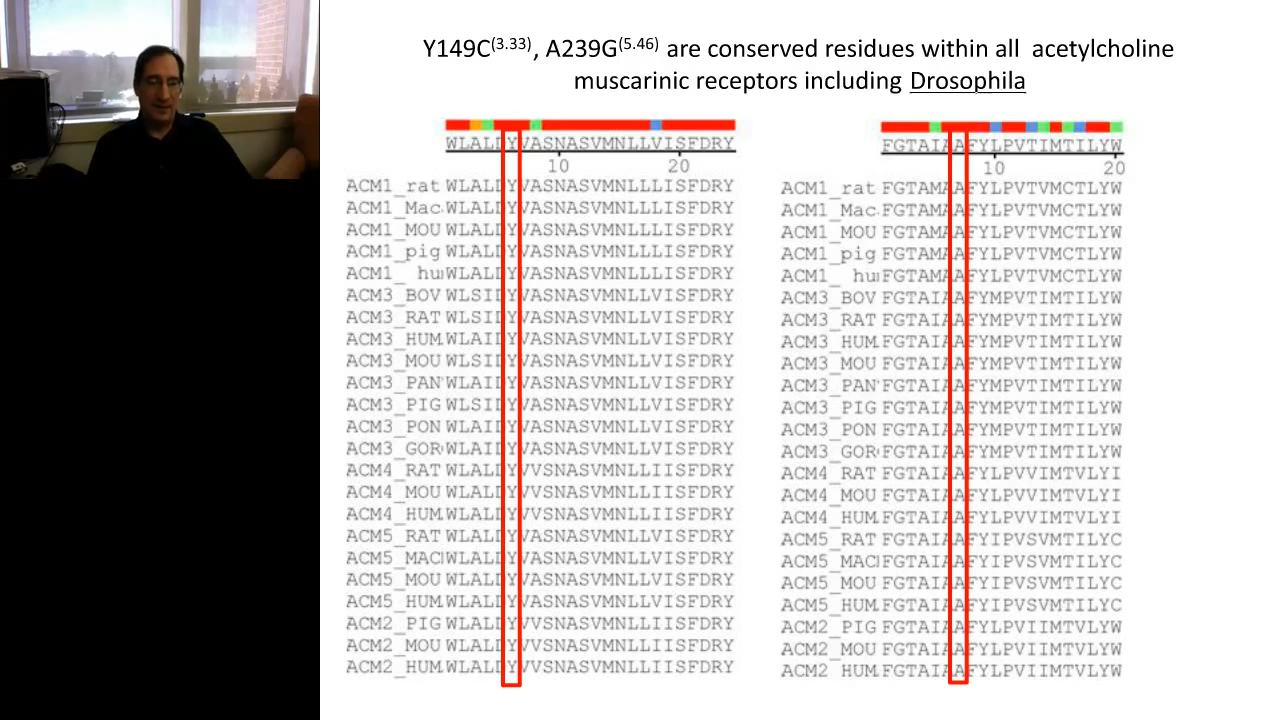 Y149C(3.33), A239G(5.46) are conserved residues within all acetylcholine
muscarinic receptors including Drosophila
WLALDYVASNASVMNLLVISFDRY
10 20
ACM1_rat WLALDYVASNASVMNLLLISFDRY
ACM1_Mac WLALDYVASNASVMNLLLISFDRY
ACM1_MOU WLALDYVASNASVMNLLLISFDRY
ACM1_pig WLALDYVASNASVMNLLLISFDRY
ACM1_ hu WLALDYVASNASVMNLLLISFDRY
ACM3_BOV WLSIDYVASNASVMNLLVISFDRY
ACM3_RAT WLSIDYVASNASVMNLLVISFDRY
ACM3_HUM WLAIDYVASNASVMNLLVISFDRY
ACM3_MOU WLSIDYVASNASVMNLLVISFDRY
ACM3_PAN WLAIDYVASNASVMNLLVISFDRY
ACM3_PIG WLSIDYVASNASVMNLLVISFDRY
ACM3_PON WLAIDYVASNASVMNLLVISFDRY
ACM3_GOR WLAIDYVASNASVMNLLVISFDRY
ACM4_RAT WLALDYVVSNASVMNLLIISFDRY
ACM4_MOU WLALDYVVSNASVMNLLIISFDRY
ACM4_HUM WLALDYVVSNASVMNLLIISFDRY
ACM5_RAT WLALDYVASNASVMNLLVISFDRY
ACM5_MAC WLALDYVASNASVMNLLVISFDRY
ACM5_MOU WLALDYVASNASVMNLLVISFDRY
ACM5_HUM WLALDYVASNASVMNLLVISFDRY
ACM2_PIG WLALDYVVSNASVMNLLIISFDRY
ACM2_MOU WLALDYVVSNASVMNLLIISFDRY
ACM2_HUM WLALDYVVSNASVMNLLIISFDRY
FGTAIAAFYLPVTIMTILYW
10 20
ACM1_rat FGTAMAAFYLPVTVMCTLYW
ACM1_Mac FGTAMAAFYLPVTVMCTLYW
ACM1_MOU FGTAMAAFYLPVTVMCTLYW
ACM1_pig FGTAMAAFYLPVTVMCTLYW
ACM1_ hu FGTAMAAFYLPVTVMCTLYW
ACM3_BOV FGTAIAAFYMPVTIMTILYW
ACM3_RAT FGTAIAAFYMPVTIMTILYW
ACM3_HUM FGTAIAAFYMPVTIMTILYW
ACM3_MOU FGTAIAAFYMPVTIMTILYW
ACM3_PAN FGTAIAAFYMPVTIMTILYW
ACM3_PIG FGTAIAAFYMPVTIMTILYW
ACM3_PON FGTAIAAFYMPVTIMTILYW
ACM3_GOR FGTAIAAFYMPVTIMTILYW
ACM4_RAT FGTAIAAFYLPVVIMTVLYI
ACM4_MOU FGTAIAAFYLPVVIMTVLYI
ACM4_HUM FGTAIAAFYLPVVIMTVLYI
ACM5_RAT FGTAIAAFYIPVSVMTILYC
ACM5_MAC FGTAIAAFYIPVSVMTILYC
ACM5_MOU FGTAIAAFYIPVSVMTILYC
ACM5_HUM FGTAIAAFYIPVSVMTILYC
ACM2_PIG FGTAIAAFYLPVIIMTVLYW
ACM2_MOU FGTAIAAFYLPVIIMTVLYW
ACM2_HUM FGTAIAAFYLPVIIMTVLYW